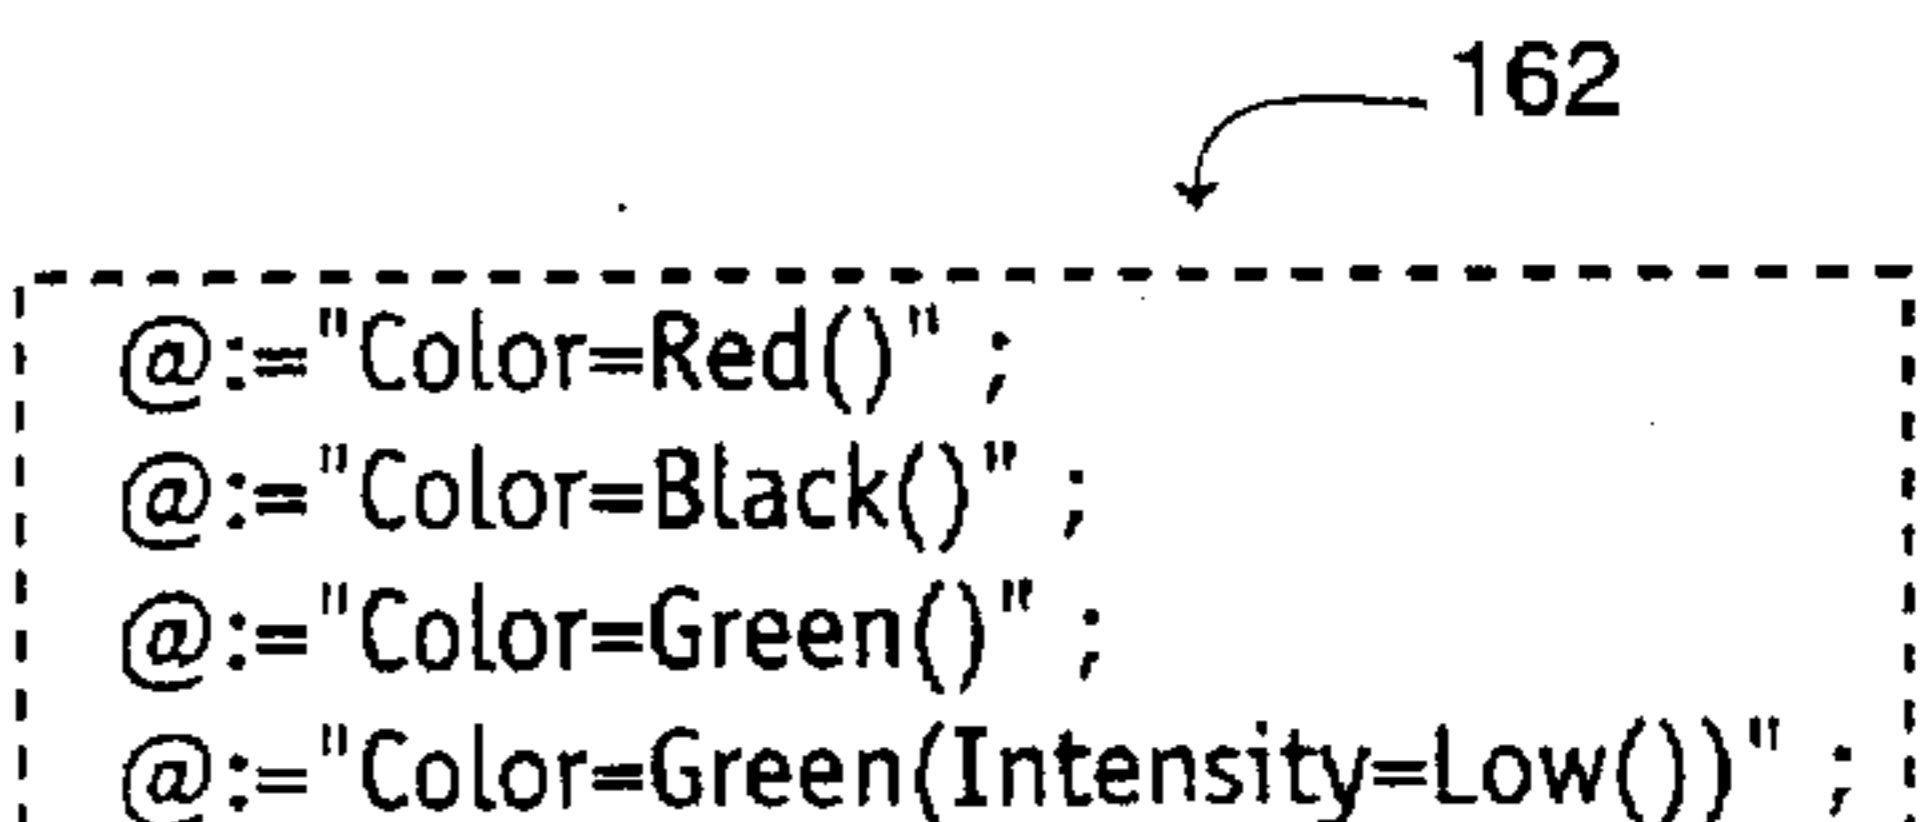 162
@:="Color=Red()" ;
@:="Color=Black()" ;
@:="Color=Green()" ;
@:="Color=Green(Intensity=Low())" ;